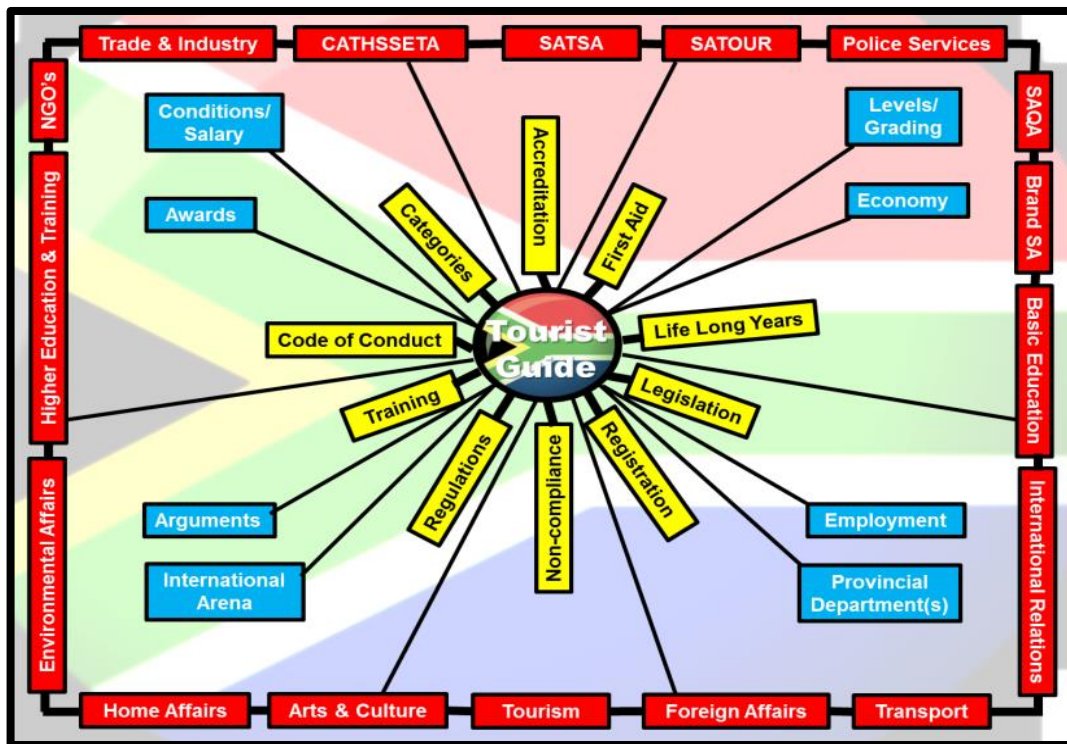 Trade & Industry
CATHSSETA
SATSA
SATOUR
Police Services
NGO's
Higher Education & Training
Environmental Affairs
SAQA
Brand SA
Basic Education
International Relations
Conditions/
Salary
Awards
Levels/
Grading
Economy
Categories
Accreditation
First Aid
Code of Conduct
Tourist
Guide
Life Long Years
Training
Regulations
Non-compliance
Registration
Legislation
Arguments
International
Arena
Employment
Provincial
Department(s)
Home Affairs
Arts & Culture
Tourism
Foreign Affairs
Transport